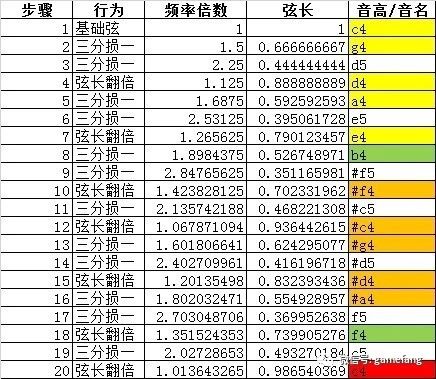 步骤 行为 频率倍数 弦长 音高/音名
1 基础弦 1 1 c4
2 三分损一 1.5 0.666666667 g4
3 三分损一 2.25 0.444444444 d5
4 弦长翻倍 1.125 0.888888889 d4
5 三分损一 1.6875 0.592592593 a4
6 三分损一 2.53125 0.395061728 e5
7 弦长翻倍 1.265625 0.790123457 e4
8 三分损一 1.8984375 0.526748971 b4
9 三分损一 2.84765625 0.351165981 #f5
10 弦长翻倍 1.423828125 0.702331962 #f4
11 三分损一 2.135742188 0.468221308 #c5
12 弦长翻倍 1.067871094 0.936442615 #c4
13 三分损一 1.601806641 0.624295077 #g4
14 三分损一 2.402709961 0.416196718 #d5
15 弦长翻倍 1.20135498 0.832393436 #d4
16 三分损一 1.802032471 0.554928957 #a4
17 三分损一 2.703048706 0.369952638 f5
18 弦长翻倍 1.351524353 0.739905276 f4
19 三分损一 2.02728653 0.493270184 c5
20 弦长翻倍 1.013643265 0.986540369 c4
gamefang